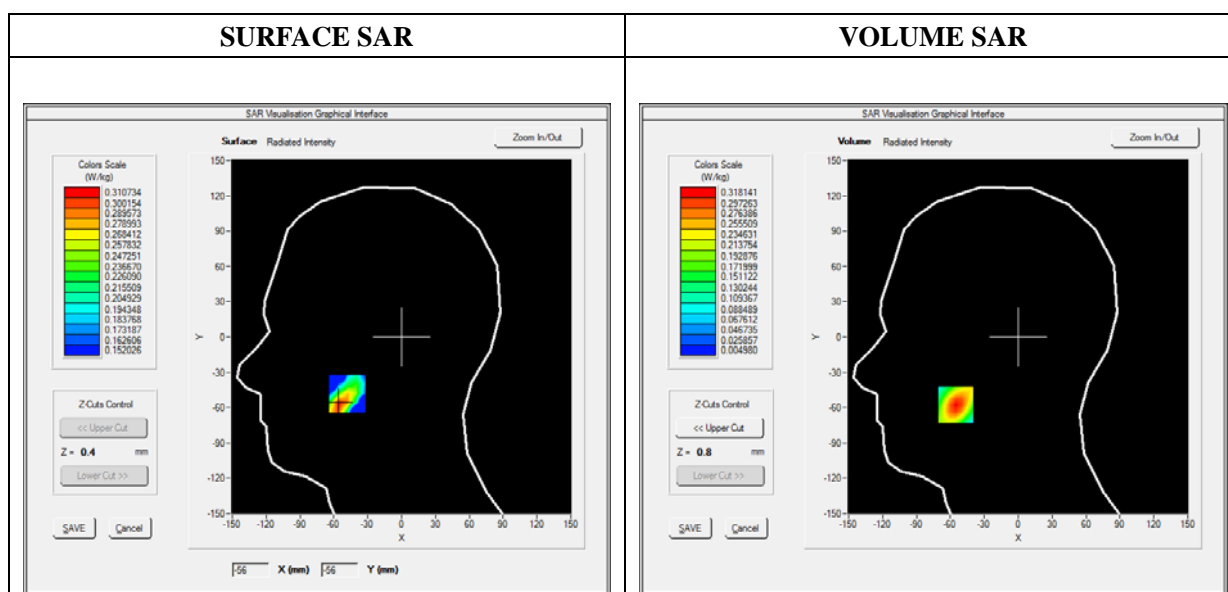 SURFACE SAR
VOLUME SAR
SAR Visualisation Graphical Interface
Surface Radiated Intensity
Zoom In/Out
Colors Scale
(W/kg)
0.310734
0.300154
0.289573
0.278993
0.268412
0.257832
0.247251
0.236670
0.226090
0.215509
0.204929
0.194348
0.183768
0.173187
0.162606
0.152026
Z-Cuts Control
<< Upper Cut
Z = 0.4 mm
Lower Cut >>
SAVE Cancel
150
120
90
60
30
0
-30
-60
-90
-120
-150
Y
-150 -120 -90 -60 -30 0 30 60 90 120 150
X
-56 X (mm) -56 Y (mm)
SAR Visualisation Graphical Interface
Volume Radiated Intensity
Zoom In/Out
Colors Scale
(W/kg)
0.318141
0.297263
0.276386
0.255509
0.234631
0.213754
0.192876
0.171999
0.151122
0.130244
0.109367
0.088489
0.067612
0.046735
0.025857
0.004980
Z-Cuts Control
<< Upper Cut
Z = 0.8 mm
Lower Cut >>
SAVE Cancel
150
120
90
60
30
0
-30
-60
-90
-120
-150
Y
-150 -120 -90 -60 -30 0 30 60 90 120 150
X